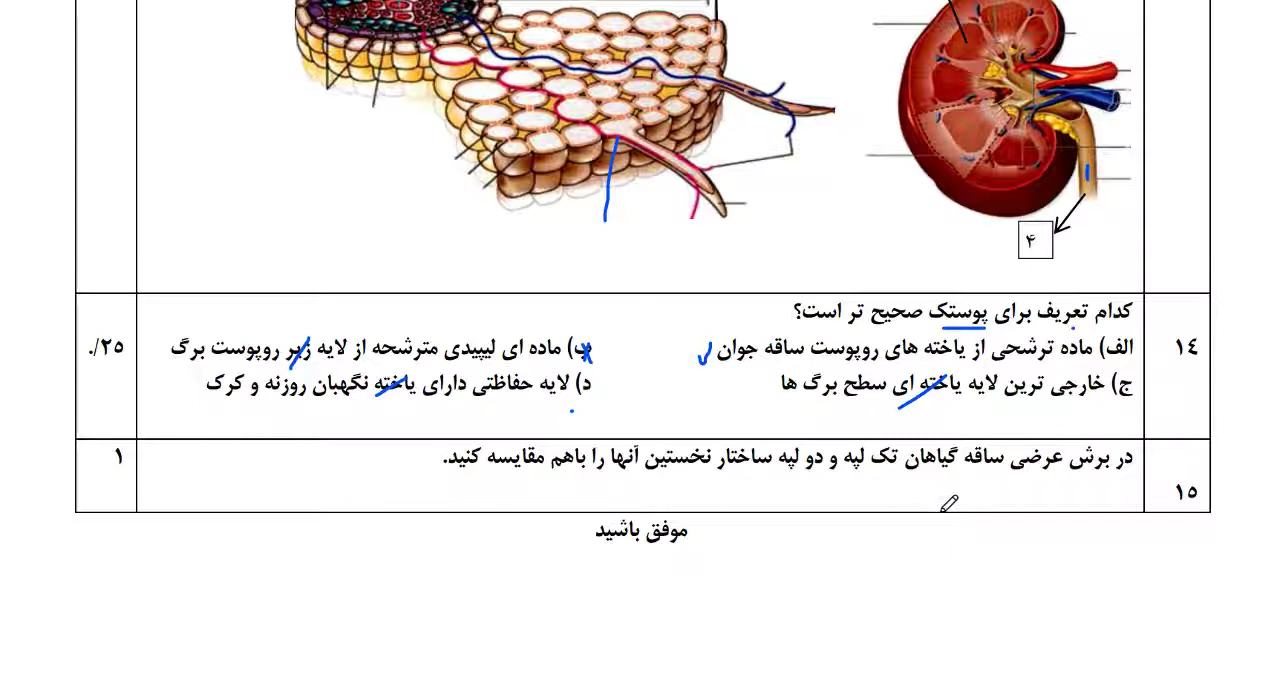 ۴
۱۴
کدام تعریف برای پوستک صحیح تر است؟
الف) ماده ترشحی از یاخته های روپوست ساقه جوان
ب) ماده ای لیپیدی مترشحه از لایه زیر روپوست برگ
ج) خارجی ترین لایه یاخته ای سطح برگ ها
د) لایه حفاظتی دارای یاخته نگهبان روزنه و کرک
۰/۲۵
۱۵
در برش عرضی ساقه گیاهان تک لپه و دو لپه ساختار نخستین آنها را باهم مقایسه کنید.
۱
موفق باشید